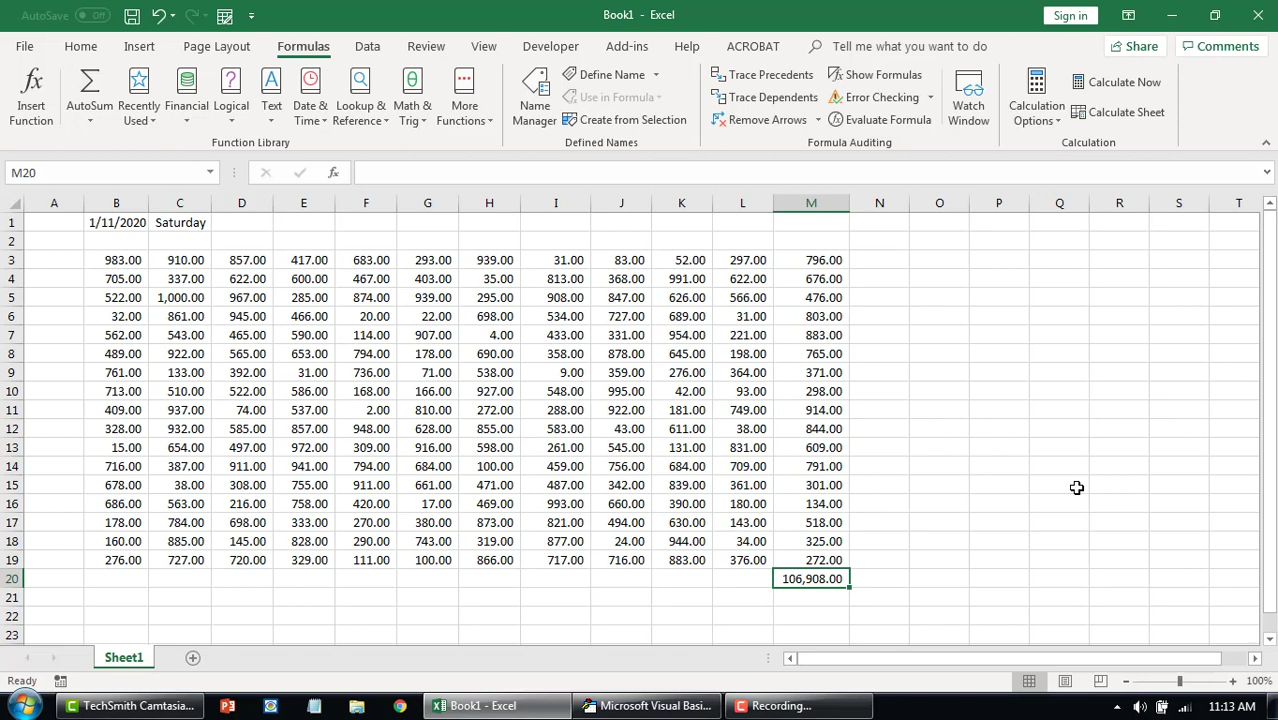 AutoSave Off Book1 - Excel Sign in
File Home Insert Page Layout Formulas Data Review View Developer Add-ins Help ACROBAT Tell me what you want to do Share Comments
Insert Function AutoSum Recently Used Financial Logical Text Date & Time Lookup & Reference Math & Trig More Functions
Function Library
Name Manager Define Name Use in Formula Create from Selection
Defined Names
Trace Precedents Trace Dependents Remove Arrows Show Formulas Error Checking Evaluate Formula Watch Window
Formula Auditing
Calculation Options Calculate Now Calculate Sheet
Calculation
M20 fx
A B C D E F G H I J K L M N O P Q R S T
1 1/11/2020 Saturday
2
3 983.00 910.00 857.00 417.00 683.00 293.00 939.00 31.00 83.00 52.00 297.00 796.00
4 705.00 337.00 622.00 600.00 467.00 403.00 35.00 813.00 368.00 991.00 622.00 676.00
5 522.00 1,000.00 967.00 285.00 874.00 939.00 295.00 908.00 847.00 626.00 566.00 476.00
6 32.00 861.00 945.00 466.00 20.00 22.00 698.00 534.00 727.00 689.00 31.00 803.00
7 562.00 543.00 465.00 590.00 114.00 907.00 4.00 433.00 331.00 954.00 221.00 883.00
8 489.00 922.00 565.00 653.00 794.00 178.00 690.00 358.00 878.00 645.00 198.00 765.00
9 761.00 133.00 392.00 31.00 736.00 71.00 538.00 9.00 359.00 276.00 364.00 371.00
10 713.00 510.00 522.00 586.00 168.00 166.00 927.00 548.00 995.00 42.00 93.00 298.00
11 409.00 937.00 74.00 537.00 2.00 810.00 272.00 288.00 922.00 181.00 749.00 914.00
12 328.00 932.00 585.00 857.00 948.00 628.00 855.00 583.00 43.00 611.00 38.00 844.00
13 15.00 654.00 497.00 972.00 309.00 916.00 598.00 261.00 545.00 131.00 831.00 609.00
14 716.00 387.00 911.00 941.00 794.00 684.00 100.00 459.00 756.00 684.00 709.00 791.00
15 678.00 38.00 308.00 755.00 911.00 661.00 471.00 487.00 342.00 839.00 361.00 301.00
16 686.00 563.00 216.00 758.00 420.00 17.00 469.00 993.00 660.00 390.00 180.00 134.00
17 178.00 784.00 698.00 333.00 270.00 380.00 873.00 821.00 494.00 630.00 143.00 518.00
18 160.00 885.00 145.00 828.00 290.00 743.00 319.00 877.00 24.00 944.00 34.00 325.00
19 276.00 727.00 720.00 329.00 111.00 100.00 866.00 717.00 716.00 883.00 376.00 272.00
20 106,908.00
21
22
23
Sheet1
Ready 100%
TechSmith Camtasia... Book1 - Excel Microsoft Visual Basi... Recording... 11:13 AM